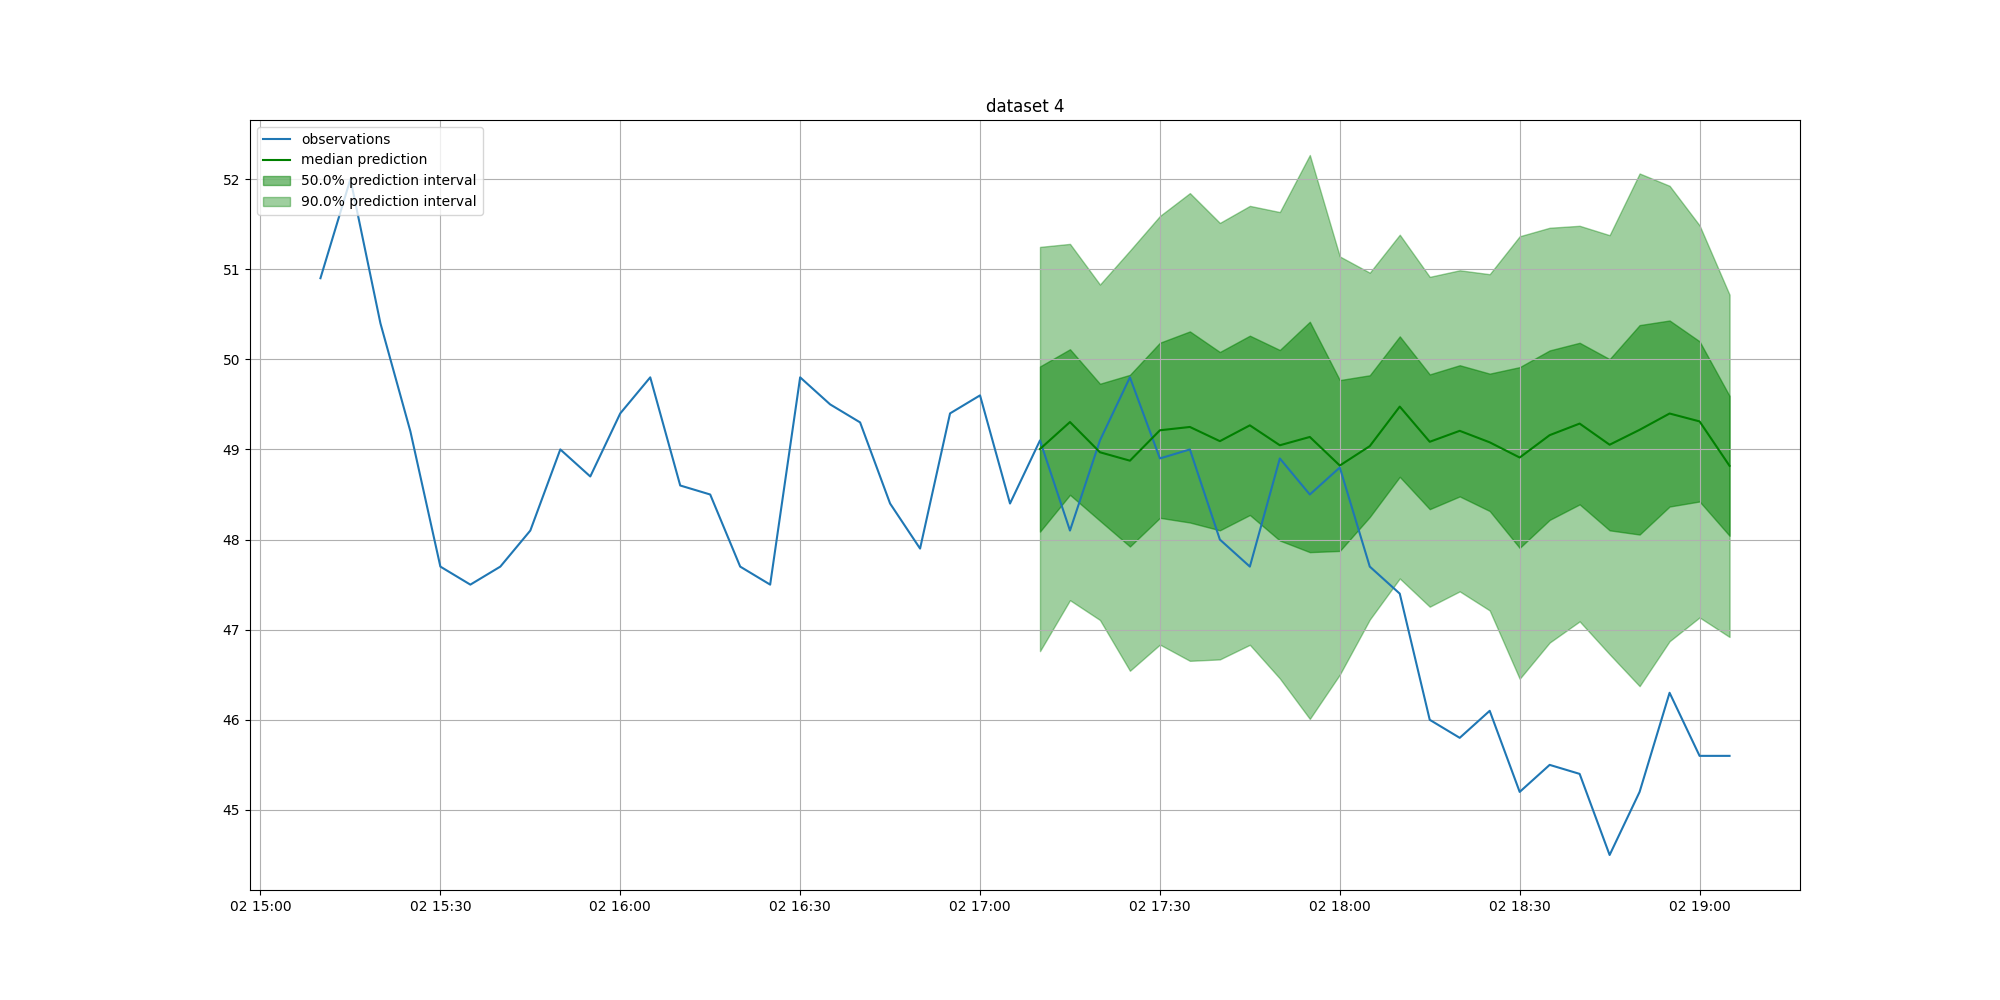 dataset 4
observations
median prediction
50.0% prediction interval
90.0% prediction interval
52
51
50
49
48
47
46
45
02 15:00 02 15:30 02 16:00 02 16:30 02 17:00 02 17:30 02 18:00 02 18:30 02 19:00